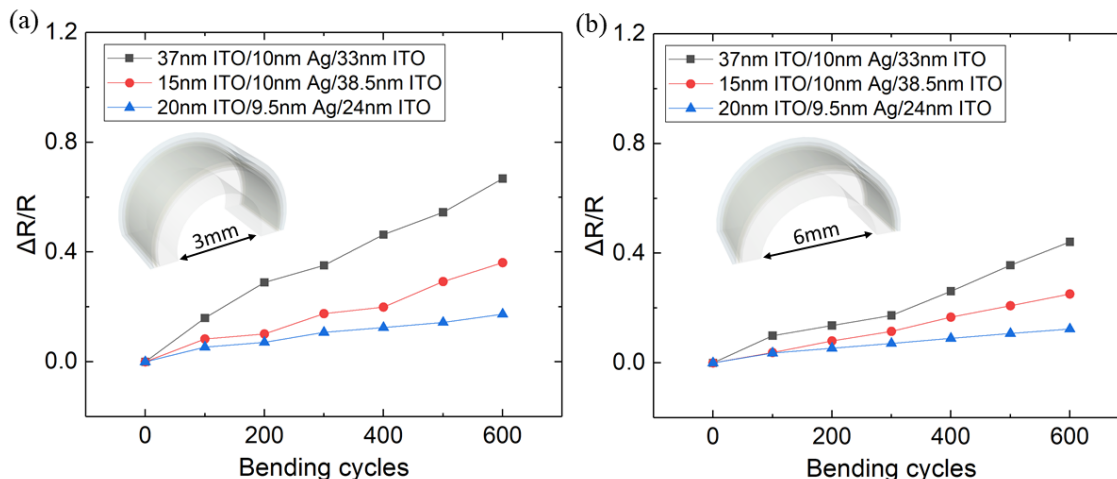 (a)
1.2
0.8
0.4
0.0
ΔR/R
37nm ITO/10nm Ag/33nm ITO
15nm ITO/10nm Ag/38.5nm ITO
20nm ITO/9.5nm Ag/24nm ITO
3mm
0 200 400 600
Bending cycles
(b)
1.2
0.8
0.4
0.0
ΔR/R
37nm ITO/10nm Ag/33nm ITO
15nm ITO/10nm Ag/38.5nm ITO
20nm ITO/9.5nm Ag/24nm ITO
6mm
0 200 400 600
Bending cycles